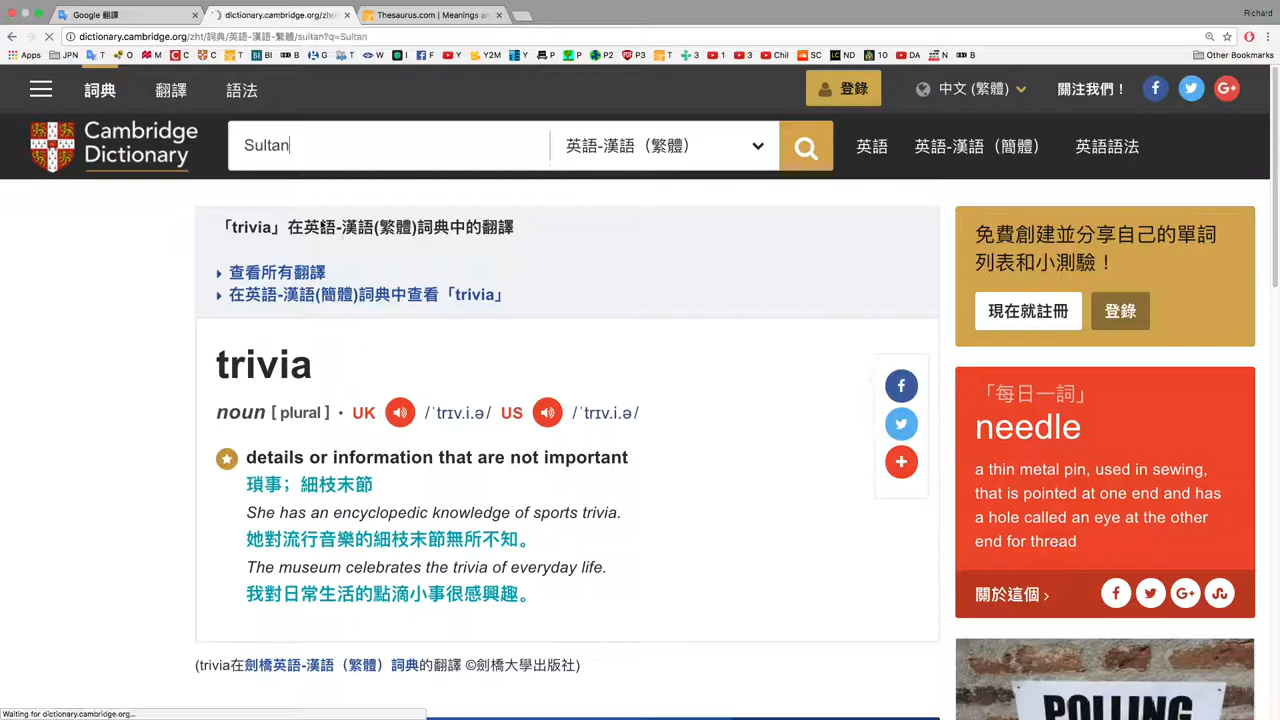 Google 翻譯
dictionary.cambridge.org/zht
Thesaurus.com | Meanings an
Richard
dictionary.cambridge.org/zht/詞典/英語-漢語-繁體/suitan?q=Sultan
Apps JPN T O M C C T BI B G T W I F Y Y2M Y P P P2 P3 T 3 1 3 Chil SC ND 10 DA N B Other Bookmarks
詞典 翻譯 語法 登錄 中文 (繁體) 關注我們！
Cambridge
Dictionary
Sultan 英語-漢語（繁體） 英語 英語-漢語（簡體） 英語語法
「trivia」在英語-漢語(繁體)詞典中的翻譯
查看所有翻譯
在英語-漢語(簡體)詞典中查看「trivia」
trivia
noun [ plural ] • UK /ˈtrɪv.i.ə/ US /ˈtrɪv.i.ə/
details or information that are not important
瑣事；細枝末節
She has an encyclopedic knowledge of sports trivia.
她對流行音樂的細枝末節無所不知。
The museum celebrates the trivia of everyday life.
我對日常生活的點滴小事很感興趣。
(trivia在劍橋英語-漢語（繁體）詞典的翻譯 ©劍橋大學出版社)
免費創建並分享自己的單詞
列表和小測驗！
現在就註冊 登錄
「每日一詞」
needle
a thin metal pin, used in sewing,
that is pointed at one end and has
a hole called an eye at the other
end for thread
關於這個 ›
POLLING
Waiting for dictionary.cambridge.org...